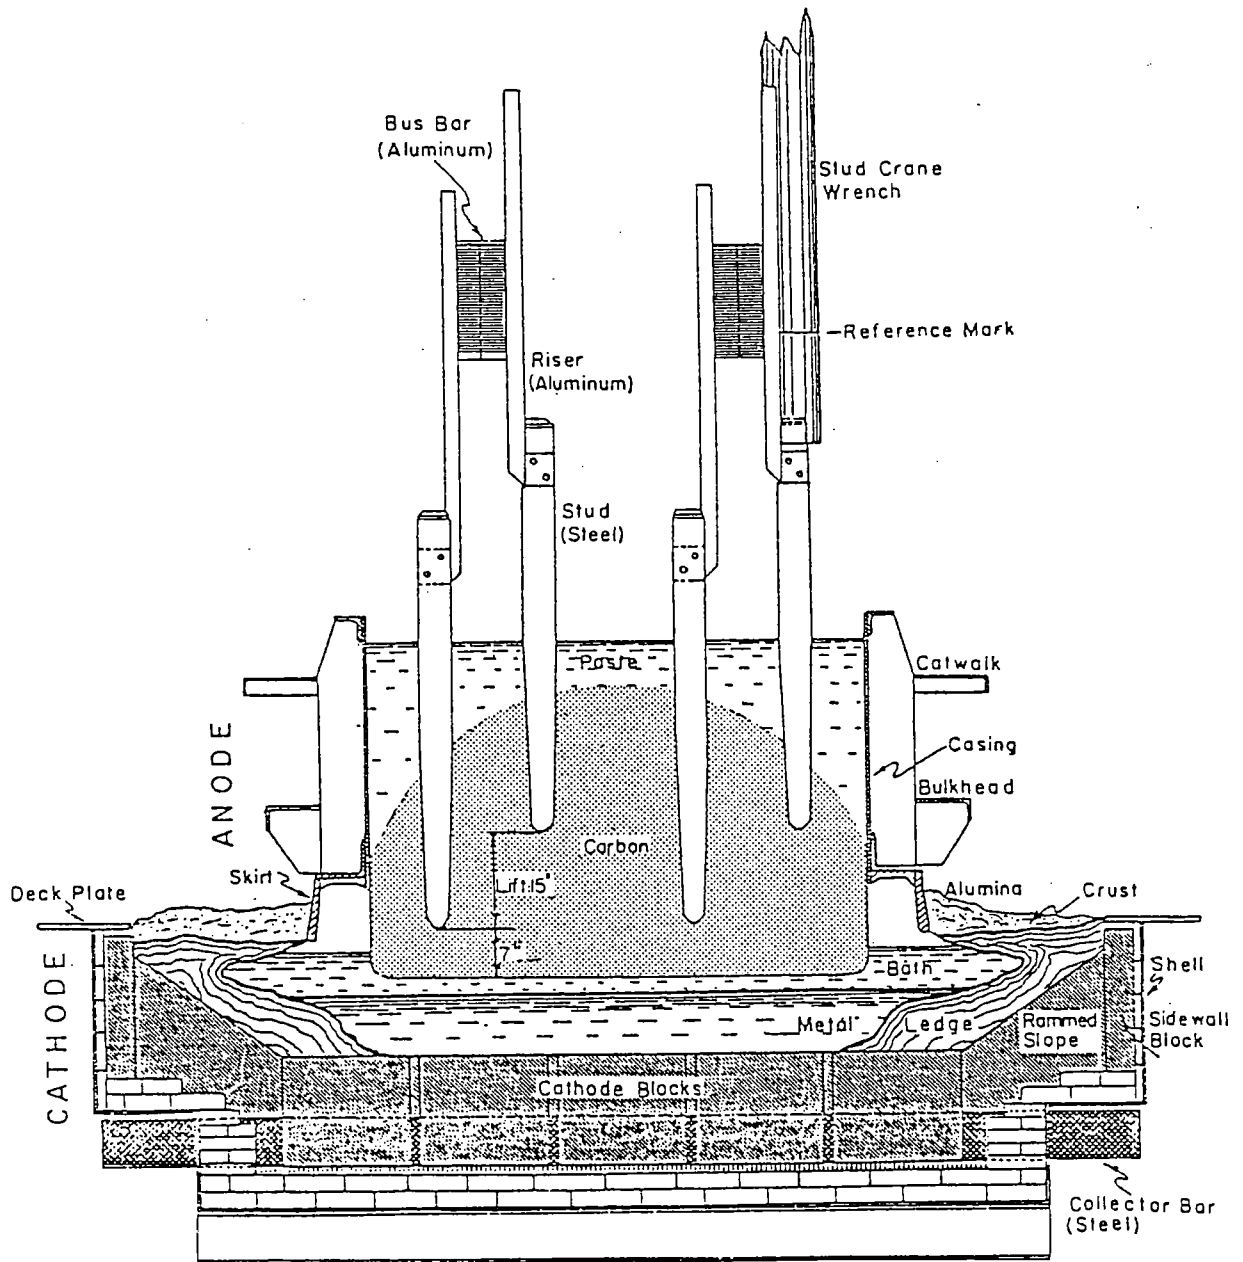 Bus Bar
(Aluminum)
Stud Crane
Wrench
Reference Mark
Riser
(Aluminum)
Stud
(Steel)
Paste
Catwalk
ANODE
Casing
Bulkhead
Carbon
Skirt
Lift:15"
Deck Plate
Alumina
Crust
7"
Bath
CATHODE
Shell
Metal
Ledge
Rammed
Slope
Sidewall
Block
Cathode Blocks
Collector Bar
(Steel)